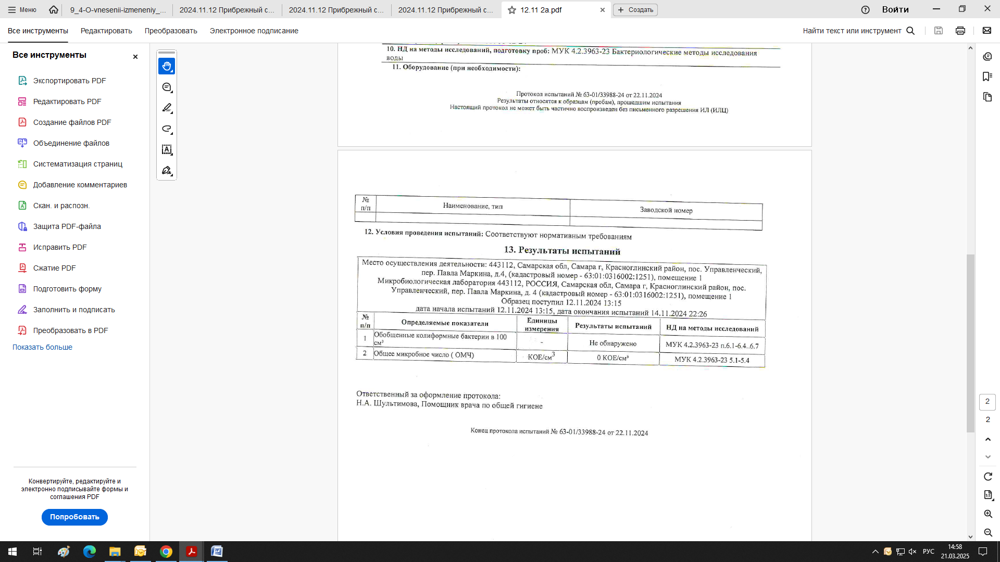 Меню
9_4-O-vnesenii-izmeneniy_...
2024.11.12 Прибрежный с...
2024.11.12 Прибрежный с...
2024.11.12 Прибрежный с...
12.11 2a.pdf
Создать
Войти
Все инструменты
Редактировать
Преобразовать
Электронное подписание
Найти текст или инструмент
Все инструменты
Экспортировать PDF
Редактировать PDF
Создание файлов PDF
Объединение файлов
Систематизация страниц
Добавление комментариев
Скан. и распозн.
Защита PDF-файла
Исправить PDF
Сжатие PDF
Подготовить форму
Заполнить и подписать
Преобразовать в PDF
Показать больше
Конвертируйте, редактируйте и
электронно подписывайте формы и
соглашения PDF
Попробовать
10. НД на методы исследований, подготовку проб: МУК 4.2.3963-23 Бактериологические методы исследования
воды
11. Оборудование (при необходимости):
Протокол испытаний № 63-01/33988-24 от 22.11.2024
Результаты относятся к образцам (пробам), прошедшим испытания
Настоящий протокол не может быть частично воспроизведен без письменного разрешения ИЛ (ИЛЦ)
№ п/п Наименование, тип Заводской номер
12. Условия проведения испытаний: Соответствуют нормативным требованиям
13. Результаты испытаний
Место осуществления деятельности: 443112, Самарская обл, Самара г, Красноглинский район, пос. Управленческий,
пер. Павла Маркина, д.4, (кадастровый номер - 63:01:0316002:1251), помещение 1
Микробиологическая лаборатория 443112, РОССИЯ, Самарская обл, Самара г, Красноглинский район, пос.
Управленческий, пер. Павла Маркина, д. 4 (кадастровый номер - 63:01:0316002:1251), помещение 1
Образец поступил 12.11.2024 13:15
дата начала испытаний 12.11.2024 13:15, дата окончания испытаний 14.11.2024 22:26
№ п/п Определяемые показатели Единицы измерения Результаты испытаний НД на методы исследований
1 Обобщенные колиформные бактерии в 100 см³ - Не обнаружено МУК 4.2.3963-23 п.6.1-6.4..6.7
2 Общее микробное число ( ОМЧ) КОЕ/см³ 0 КОЕ/см³ МУК 4.2.3963-23 5.1-5.4
Ответственный за оформление протокола:
Н.А. Шультимова, Помощник врача по общей гигиене
Конец протокола испытаний № 63-01/33988-24 от 22.11.2024
2
2
РУС
14:58
21.03.2025